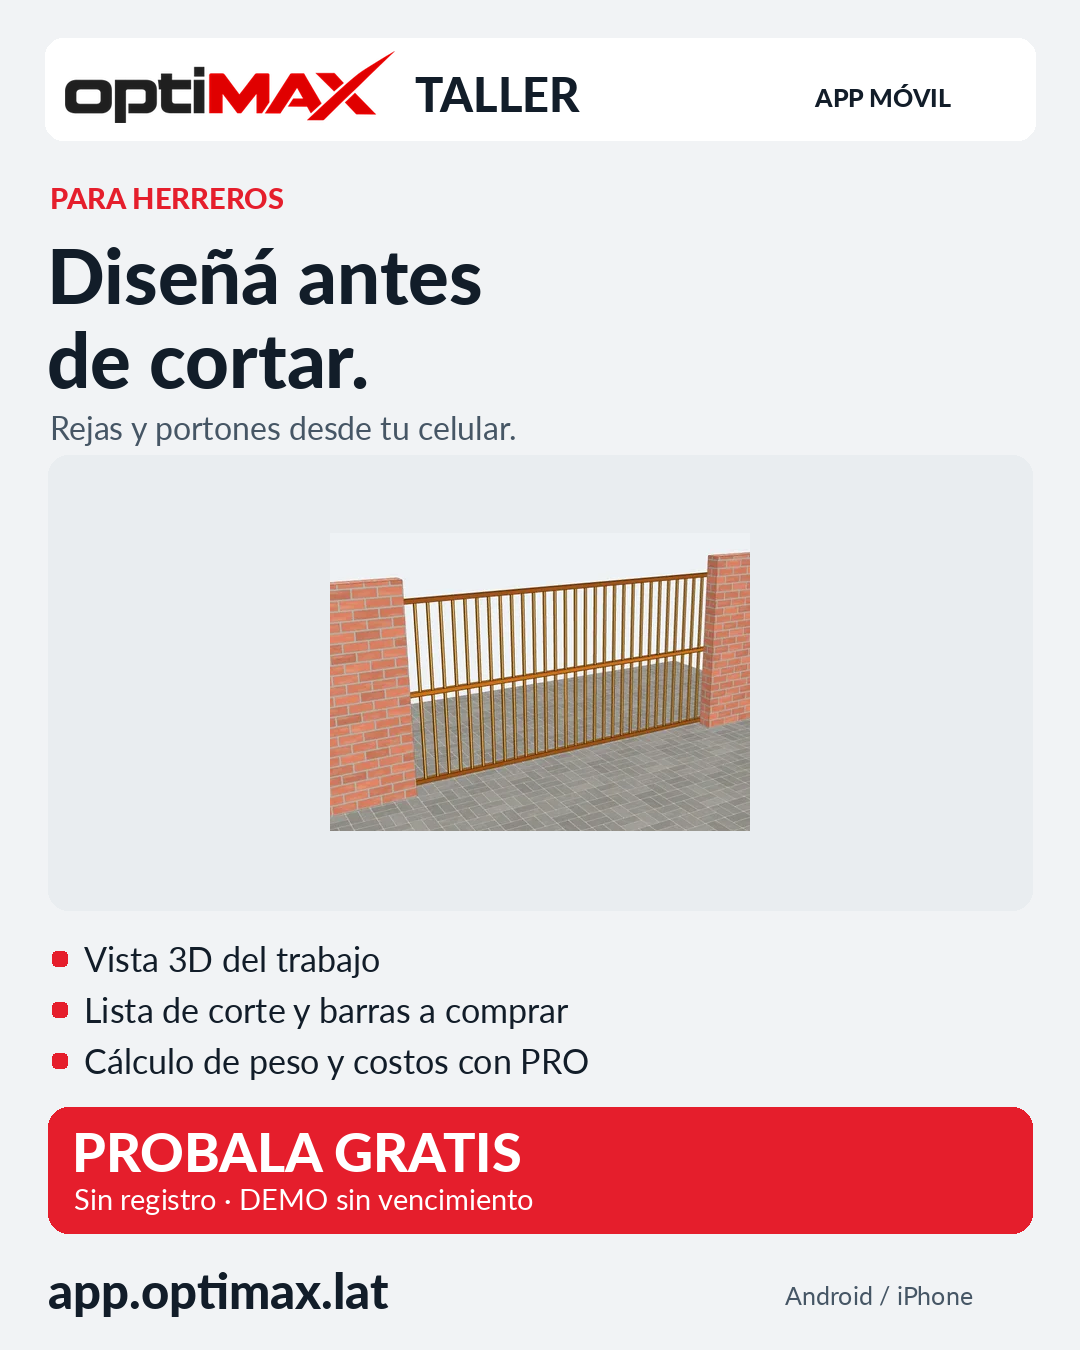 optiMAX TALLER APP MÓVIL
PARA HERREROS
Diseñá antes
de cortar.
Rejas y portones desde tu celular.
Vista 3D del trabajo
Lista de corte y barras a comprar
Cálculo de peso y costos con PRO
PROBALA GRATIS
Sin registro · DEMO sin vencimiento
app.optimax.lat
Android / iPhone